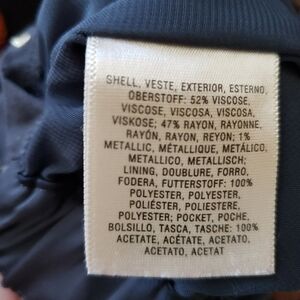 SHELL, VESTE, EXTERIOR, ESTERNO,
OBERSTOFF: 52% VISCOSE,
VISCOSE, VISCOSA, VISCOSA,
VISKOSE; 47% RAYON, RAYONNE,
RAYÓN, RAYON, REYON; 1%
METALLIC, MÉTALLIQUE, METÁLICO,
METALLICO, METALLISCH;
LINING, DOUBLURE, FORRO,
FODERA, FUTTERSTOFF: 100%
POLYESTER, POLYESTER,
POLIÉSTER, POLIESTERE,
POLYESTER; POCKET, POCHE,
BOLSILLO, TASCA, TASCHE: 100%
ACETATE, ACÉTATE, ACETATO,
ACETATO, ACETAT